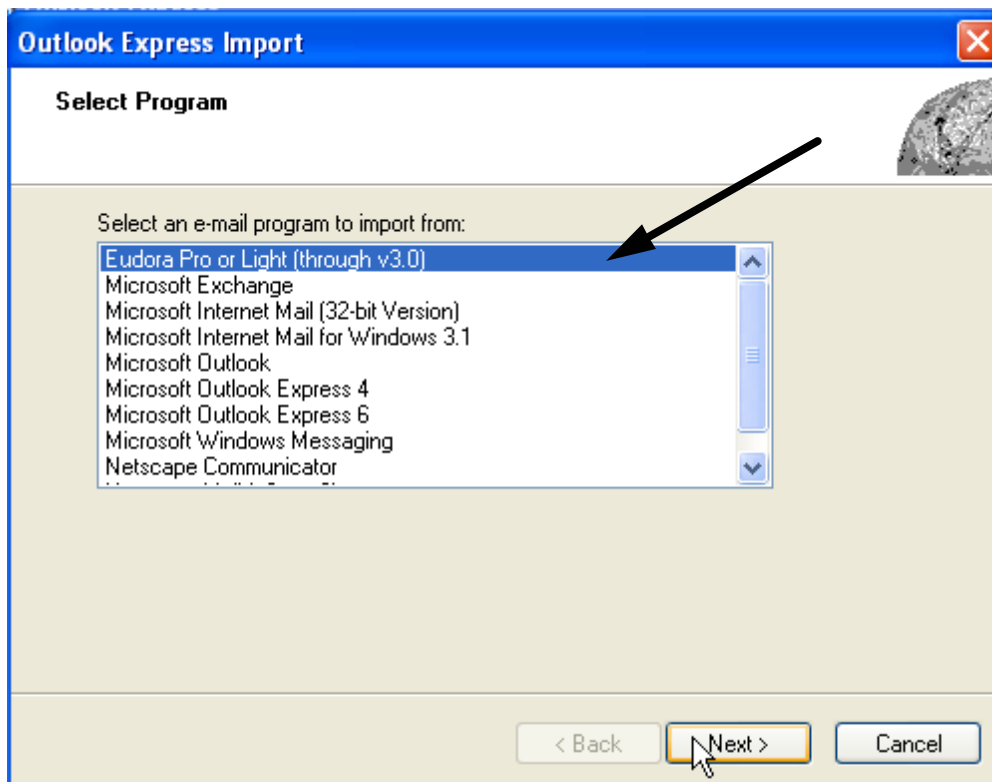 Outlook Express Import
Select Program
Select an e-mail program to import from:
Eudora Pro or Light (through v3.0)
Microsoft Exchange
Microsoft Internet Mail (32-bit Version)
Microsoft Internet Mail for Windows 3.1
Microsoft Outlook
Microsoft Outlook Express 4
Microsoft Outlook Express 6
Microsoft Windows Messaging
Netscape Communicator
< Back
Next >
Cancel